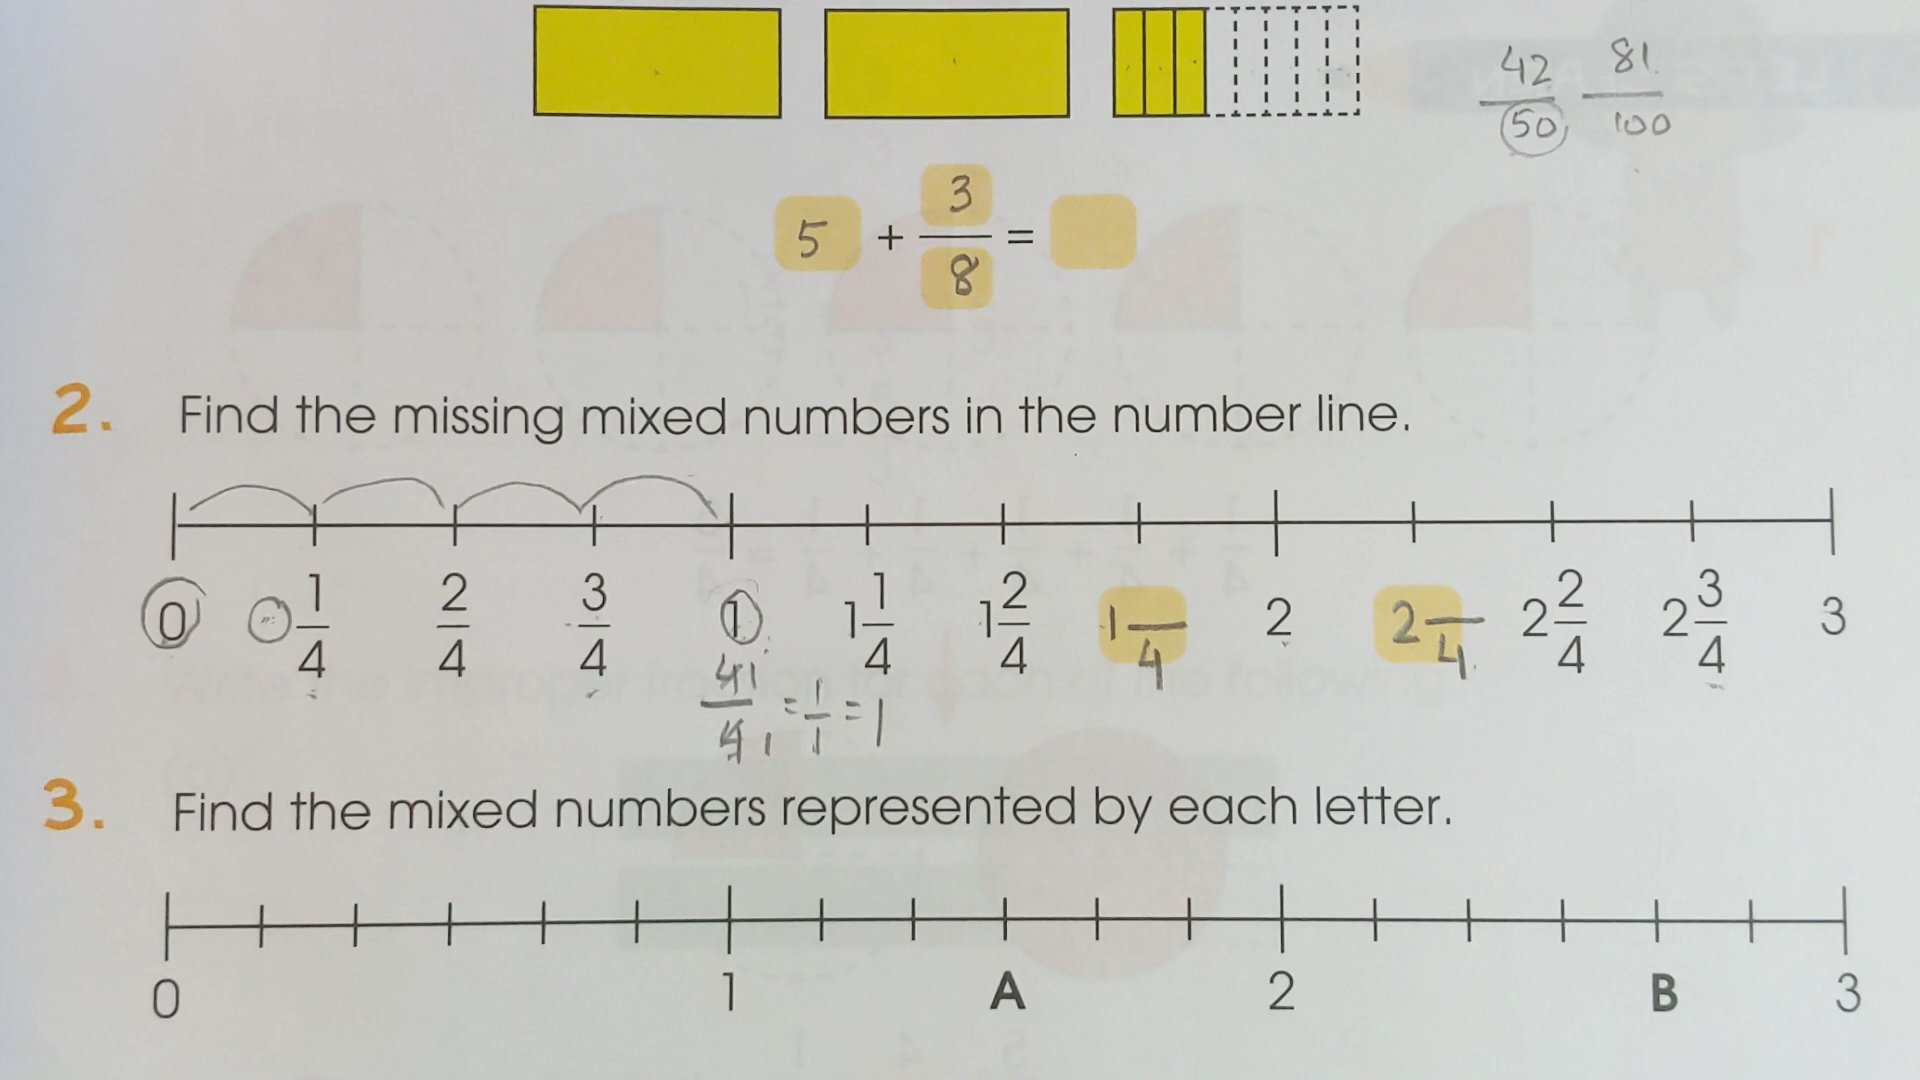 42/50 81/100
5 + 3/8 =
2. Find the missing mixed numbers in the number line.
0 1/4 2/4 3/4 1 1 1/4 1 2/4 1 _/4 2 2 _/4 2 2/4 2 3/4 3
41/41 = 1/1 = 1
3. Find the mixed numbers represented by each letter.
0 1 A 2 B 3